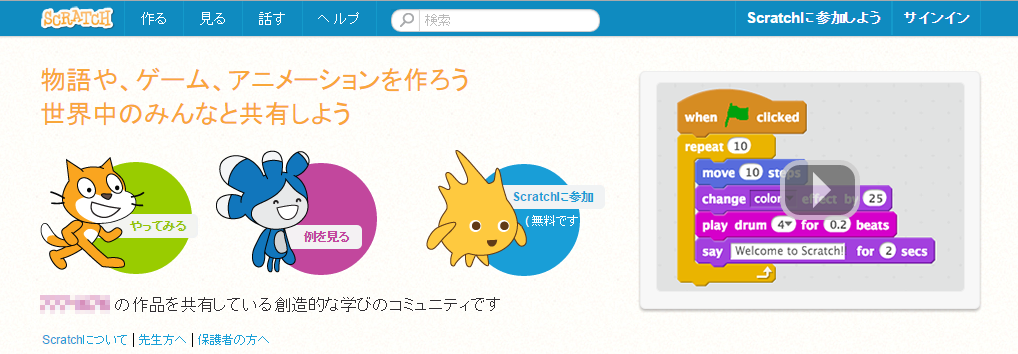 SCRATCH 作る 見る 話す ヘルプ 検索 Scratchに参加しよう サインイン
物語や、ゲーム、アニメーションを作ろう
世界中のみんなと共有しよう
やってみる
例を見る
Scratchに参加
(無料です
when clicked
repeat 10
move 10 steps
change color effect by 25
play drum 4 for 0.2 beats
say Welcome to Scratch! for 2 secs
の作品を共有している創造的な学びのコミュニティです
Scratchについて | 先生方へ | 保護者の方へ